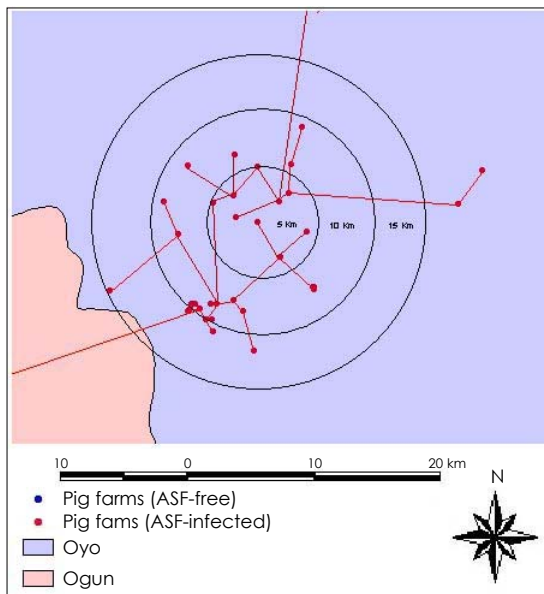 5 Km 10 Km 15 Km
10 0 10 20 km
Pig farms (ASF-free)
Pig fams (ASF-infected)
Oyo
Ogun
N